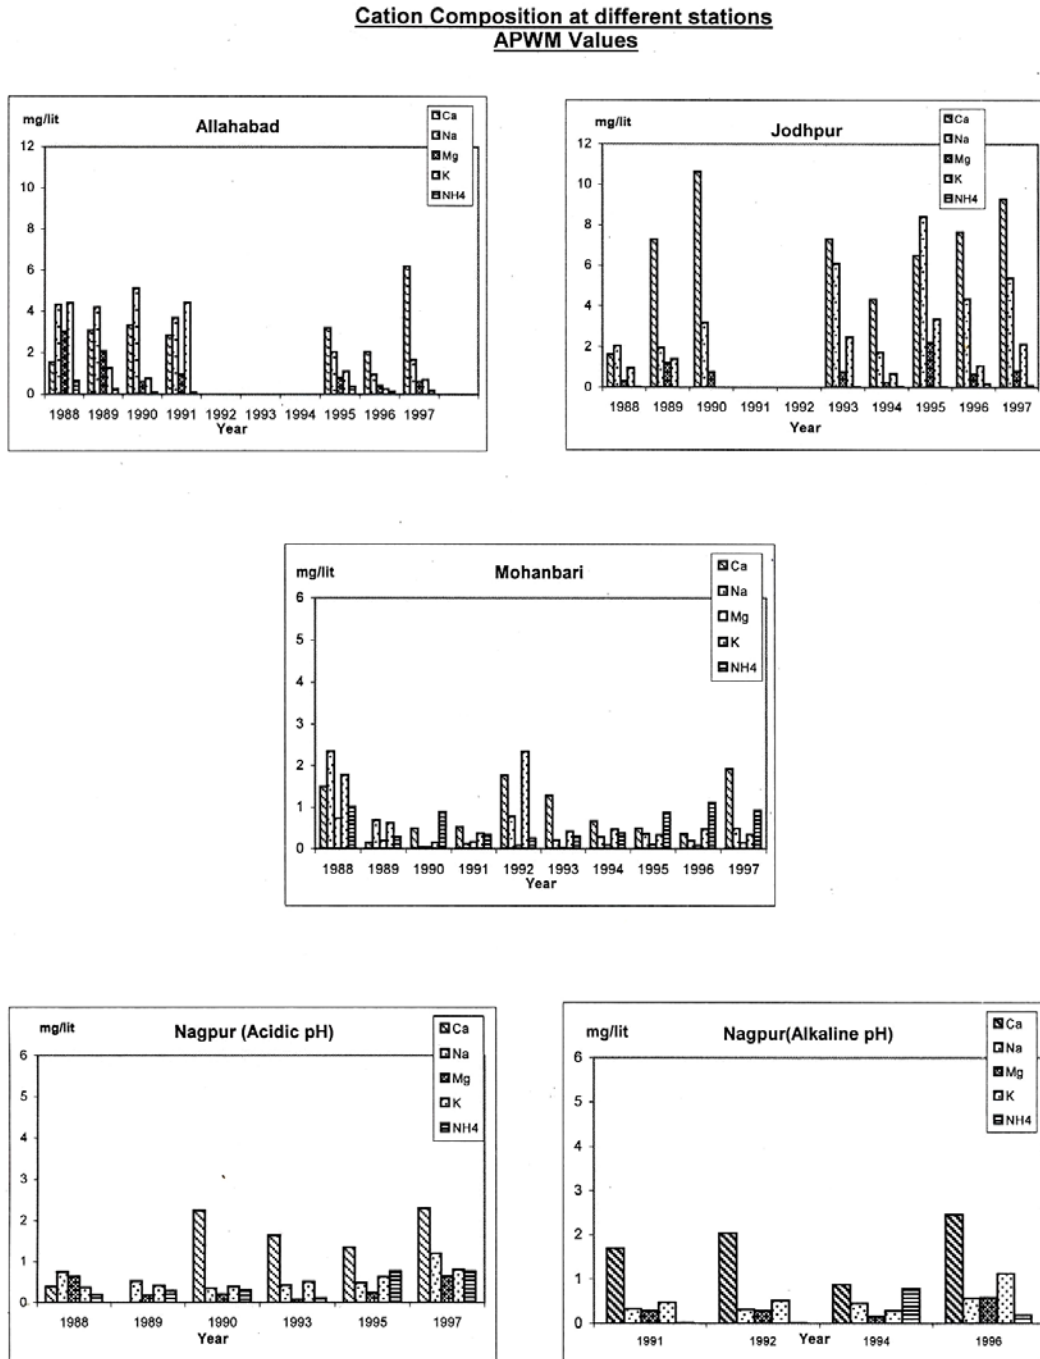 Cation Composition at different stations
APWM Values
mg/lit
Allahabad
Ca
Na
Mg
K
NH4
12
10
8
6
4
2
0
1988 1989 1990 1991 1992 1993 1994 1995 1996 1997
Year
mg/lit
Jodhpur
Ca
Na
Mg
K
NH4
12
10
8
6
4
2
0
1988 1989 1990 1991 1992 1993 1994 1995 1996 1997
Year
mg/lit
Mohanbari
Ca
Na
Mg
K
NH4
6
5
4
3
2
1
0
1988 1989 1990 1991 1992 1993 1994 1995 1996 1997
Year
mg/lit
Nagpur (Acidic pH)
Ca
Na
Mg
K
NH4
6
5
4
3
2
1
0
1988 1989 1990 1993 1995 1997
Year
mg/lit
Nagpur(Alkaline pH)
Ca
Na
Mg
K
NH4
6
5
4
3
2
1
0
1991 1992 Year 1994 1996